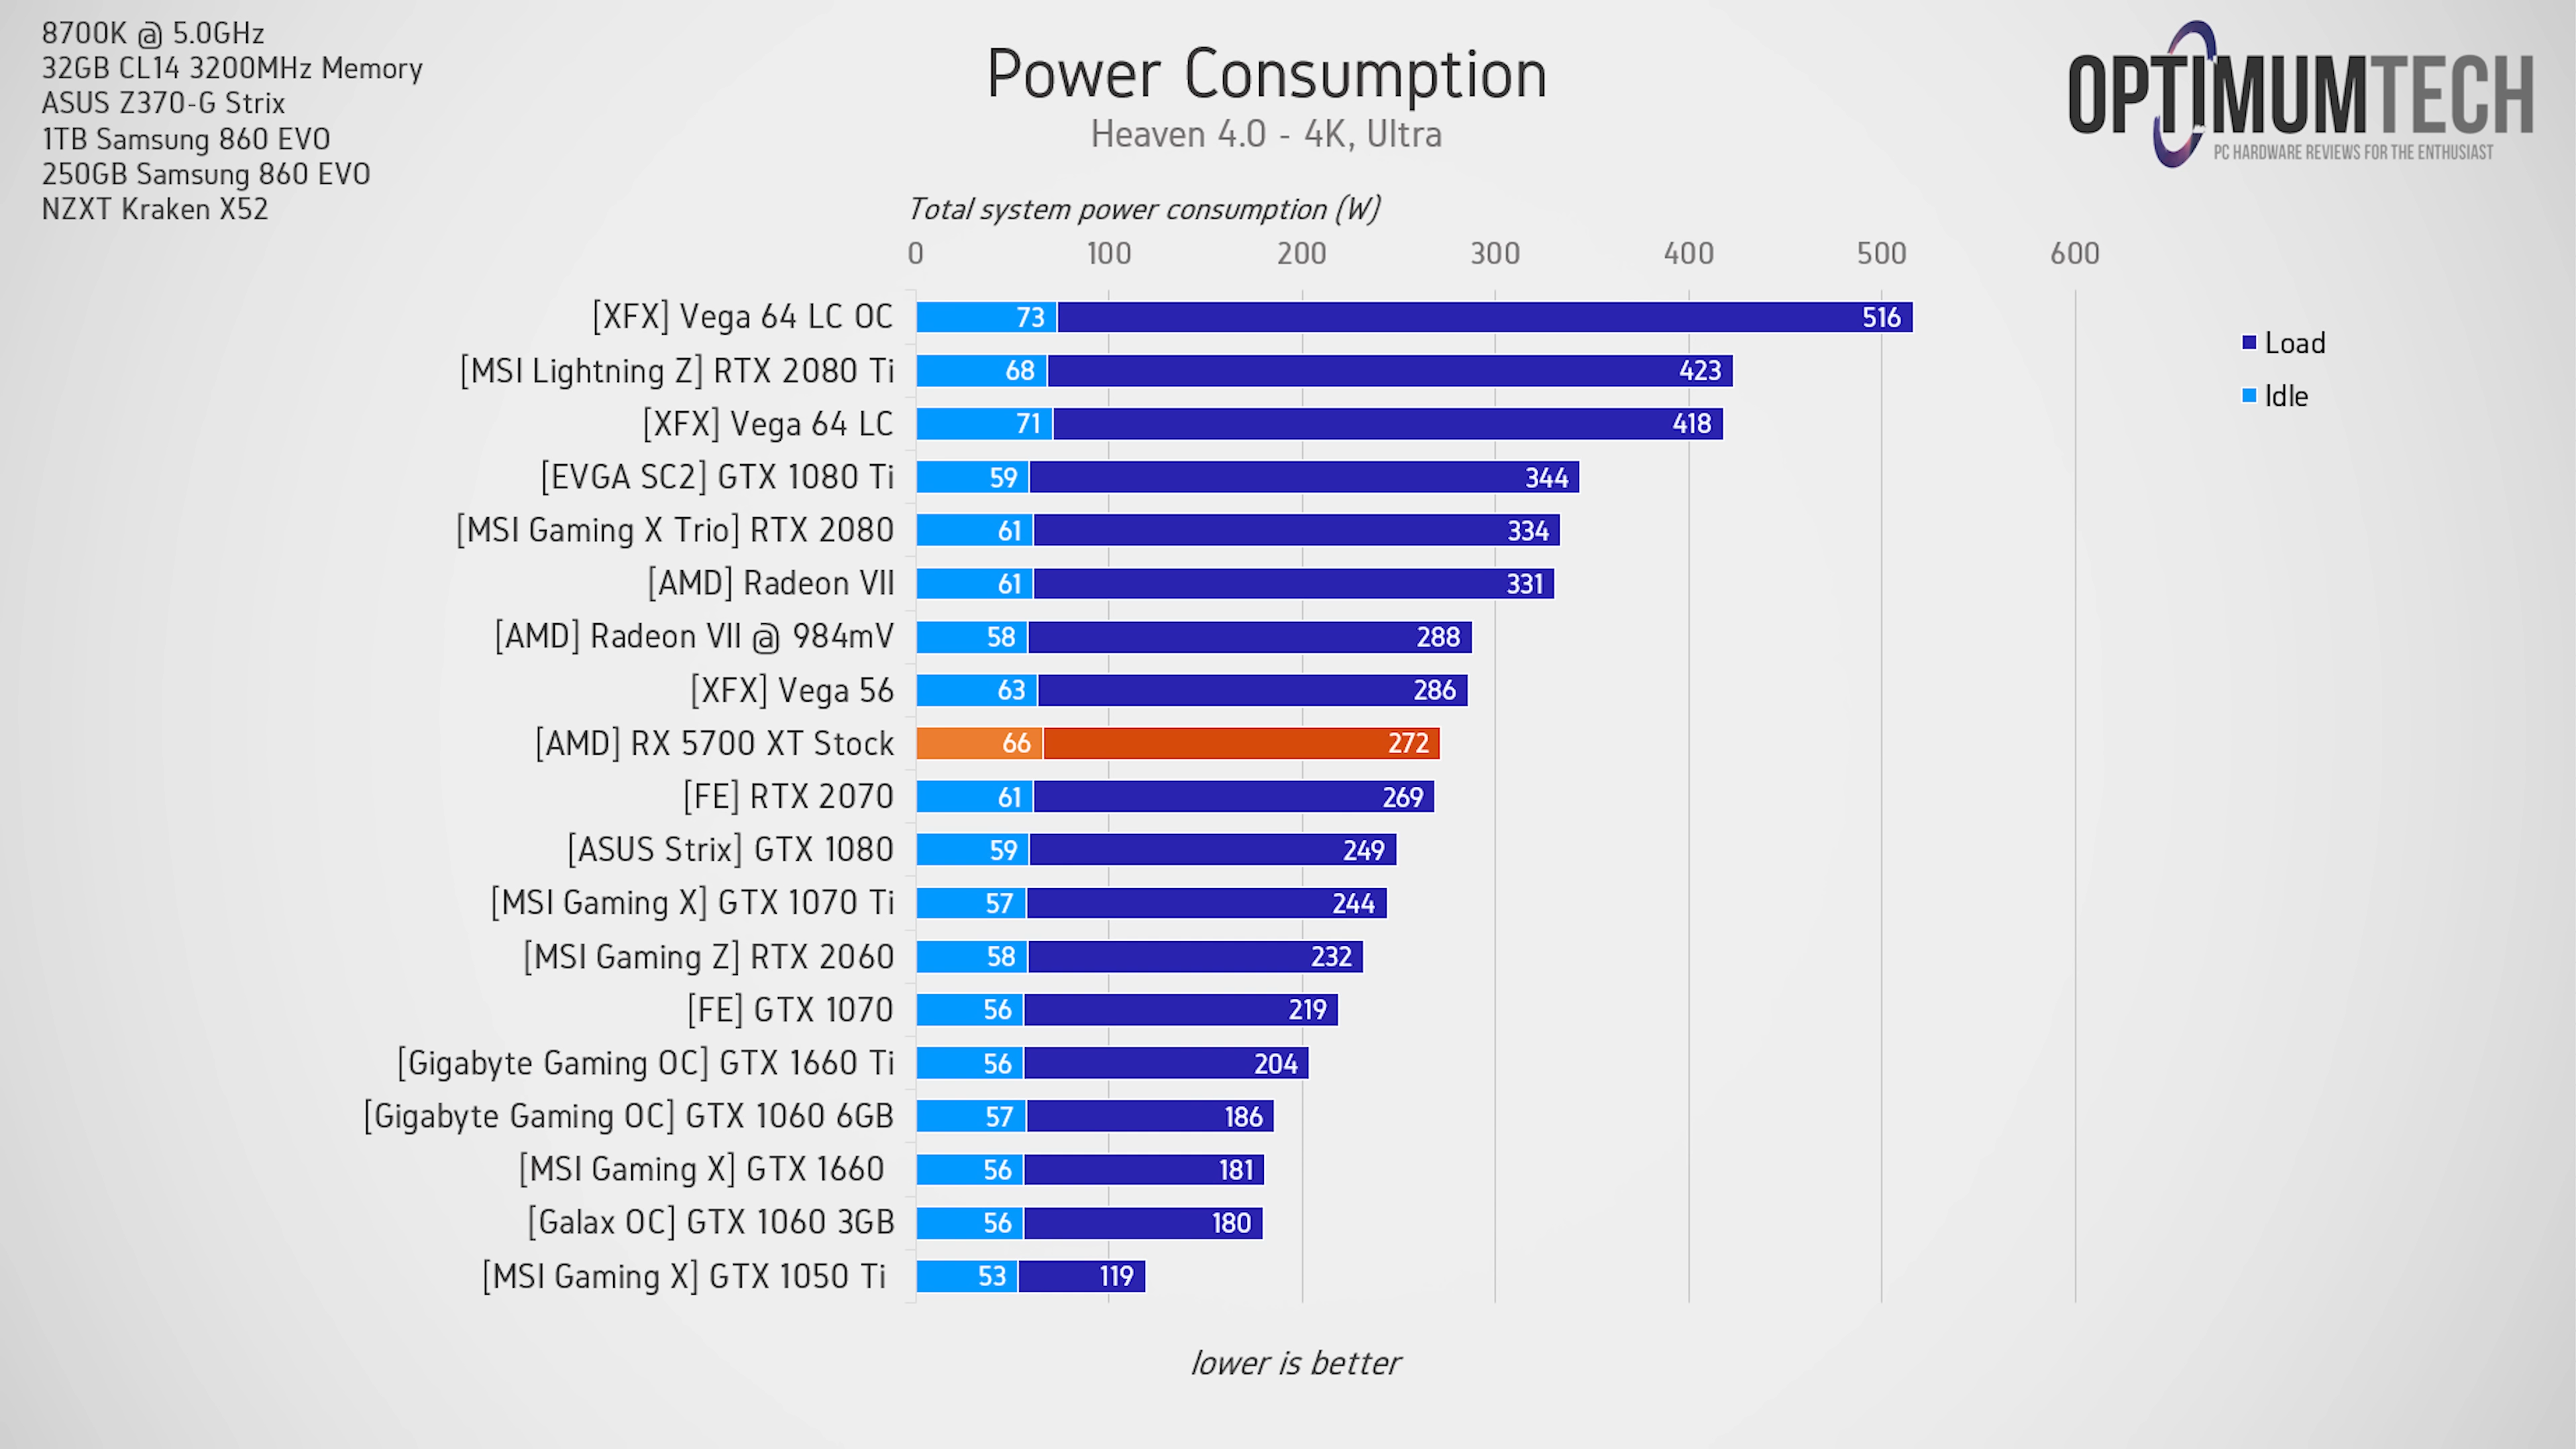 8700K @ 5.0GHz
32GB CL14 3200MHz Memory
ASUS Z370-G Strix
1TB Samsung 860 EVO
250GB Samsung 860 EVO
NZXT Kraken X52
Power Consumption
Heaven 4.0 - 4K, Ultra
OPTIMUMTECH
PC HARDWARE REVIEWS FOR THE ENTHUSIAST
Total system power consumption (W)
0 100 200 300 400 500 600
[XFX] Vega 64 LC OC 73 516
[MSI Lightning Z] RTX 2080 Ti 68 423
[XFX] Vega 64 LC 71 418
[EVGA SC2] GTX 1080 Ti 59 344
[MSI Gaming X Trio] RTX 2080 61 334
[AMD] Radeon VII 61 331
[AMD] Radeon VII @ 984mV 58 288
[XFX] Vega 56 63 286
[AMD] RX 5700 XT Stock 66 272
[FE] RTX 2070 61 269
[ASUS Strix] GTX 1080 59 249
[MSI Gaming X] GTX 1070 Ti 57 244
[MSI Gaming Z] RTX 2060 58 232
[FE] GTX 1070 56 219
[Gigabyte Gaming OC] GTX 1660 Ti 56 204
[Gigabyte Gaming OC] GTX 1060 6GB 57 186
[MSI Gaming X] GTX 1660 56 181
[Galax OC] GTX 1060 3GB 56 180
[MSI Gaming X] GTX 1050 Ti 53 119
Load
Idle
lower is better